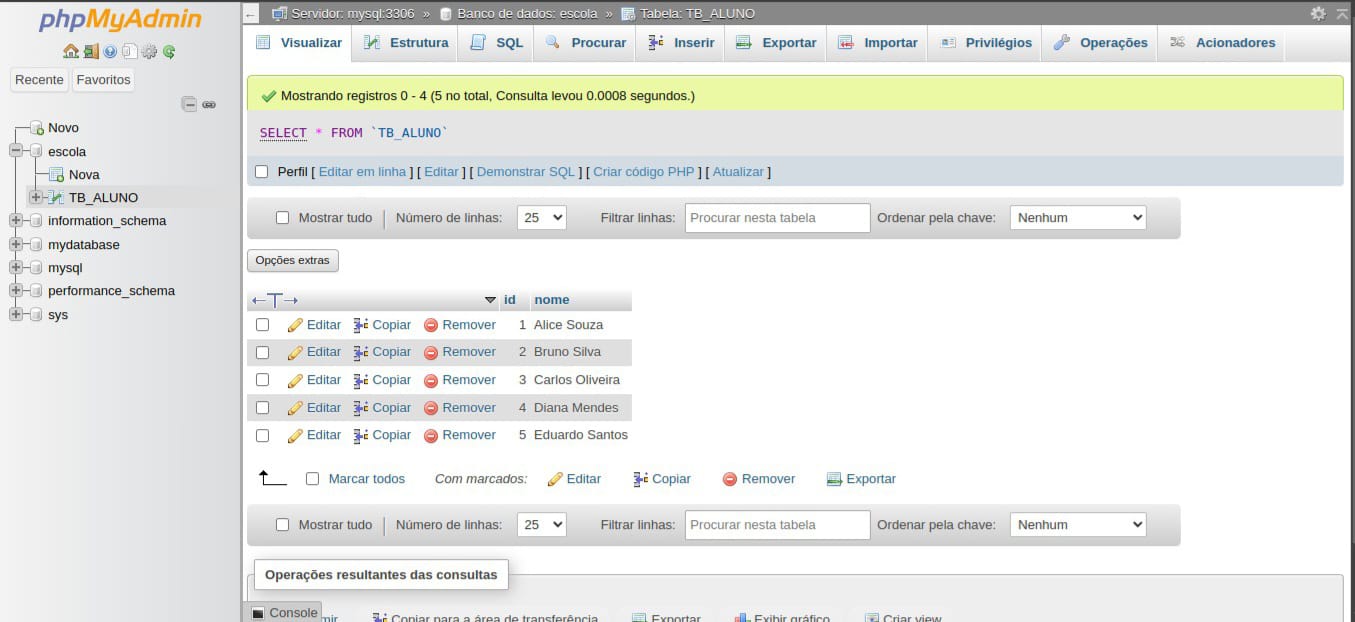 phpMyAdmin
Recente Favoritos
Novo
escola
Nova
TB_ALUNO
information_schema
mydatabase
mysql
performance_schema
sys
Servidor: mysql:3306 » Banco de dados: escola » Tabela: TB_ALUNO
Visualizar Estrutura SQL Procurar Inserir Exportar Importar Privilégios Operações Acionadores
Mostrando registros 0 - 4 (5 no total, Consulta levou 0.0008 segundos.)
SELECT * FROM `TB_ALUNO`
Perfil [ Editar em linha ] [ Editar ] [ Demonstrar SQL ] [ Criar código PHP ] [ Atualizar ]
Mostrar tudo | Número de linhas: 25 Filtrar linhas: Procurar nesta tabela Ordenar pela chave: Nenhum
Opções extras
id nome
Editar Copiar Remover 1 Alice Souza
Editar Copiar Remover 2 Bruno Silva
Editar Copiar Remover 3 Carlos Oliveira
Editar Copiar Remover 4 Diana Mendes
Editar Copiar Remover 5 Eduardo Santos
Marcar todos Com marcados: Editar Copiar Remover Exportar
Mostrar tudo | Número de linhas: 25 Filtrar linhas: Procurar nesta tabela Ordenar pela chave: Nenhum
Operações resultantes das consultas
Console
Copiar para a área de transferência Exportar Exibir gráfico Criar view